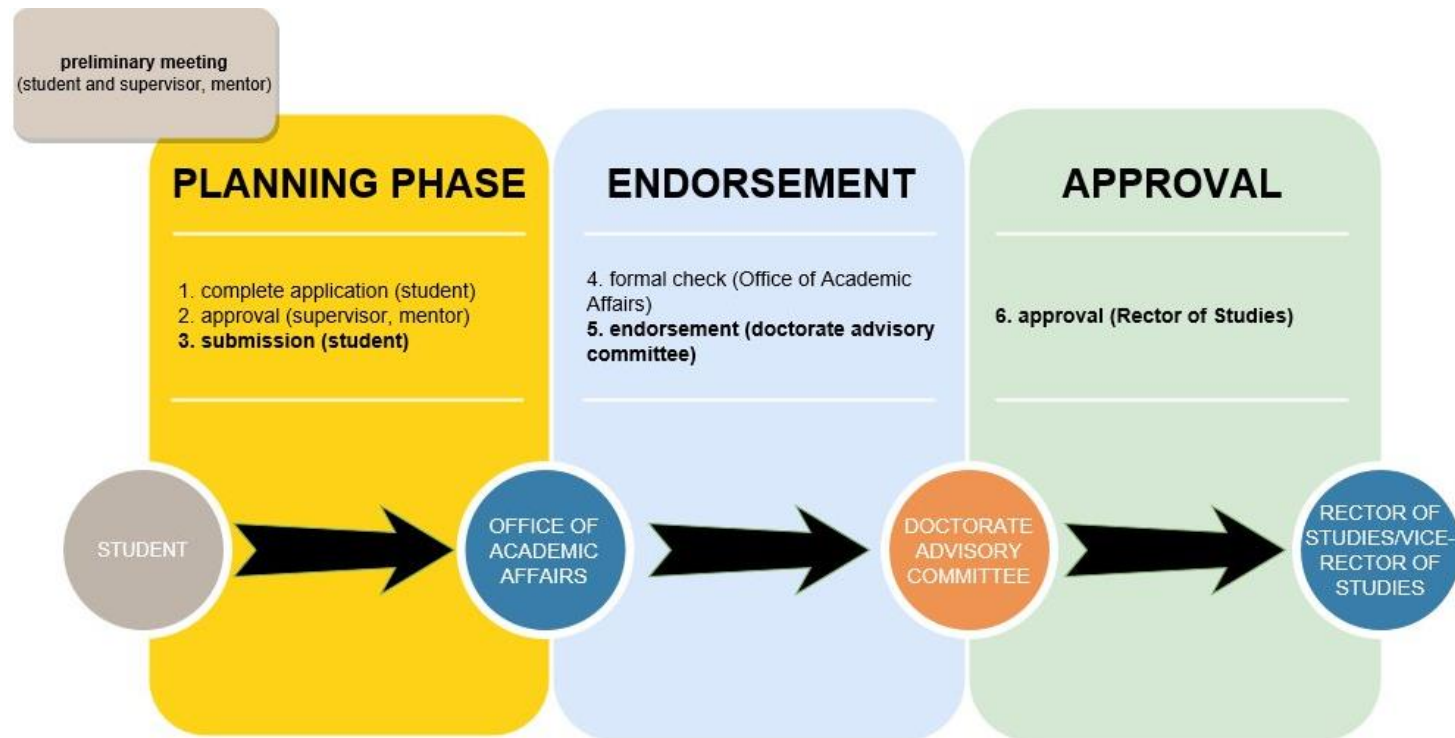 preliminary meeting
(student and supervisor, mentor)
PLANNING PHASE
1. complete application (student)
2. approval (supervisor, mentor)
3. submission (student)
ENDORSEMENT
4. formal check (Office of Academic
Affairs)
5. endorsement (doctorate advisory
committee)
APPROVAL
6. approval (Rector of Studies)
STUDENT
OFFICE OF
ACADEMIC
AFFAIRS
DOCTORATE
ADVISORY
COMMITTEE
RECTOR OF
STUDIES/VICE-
RECTOR OF
STUDIES